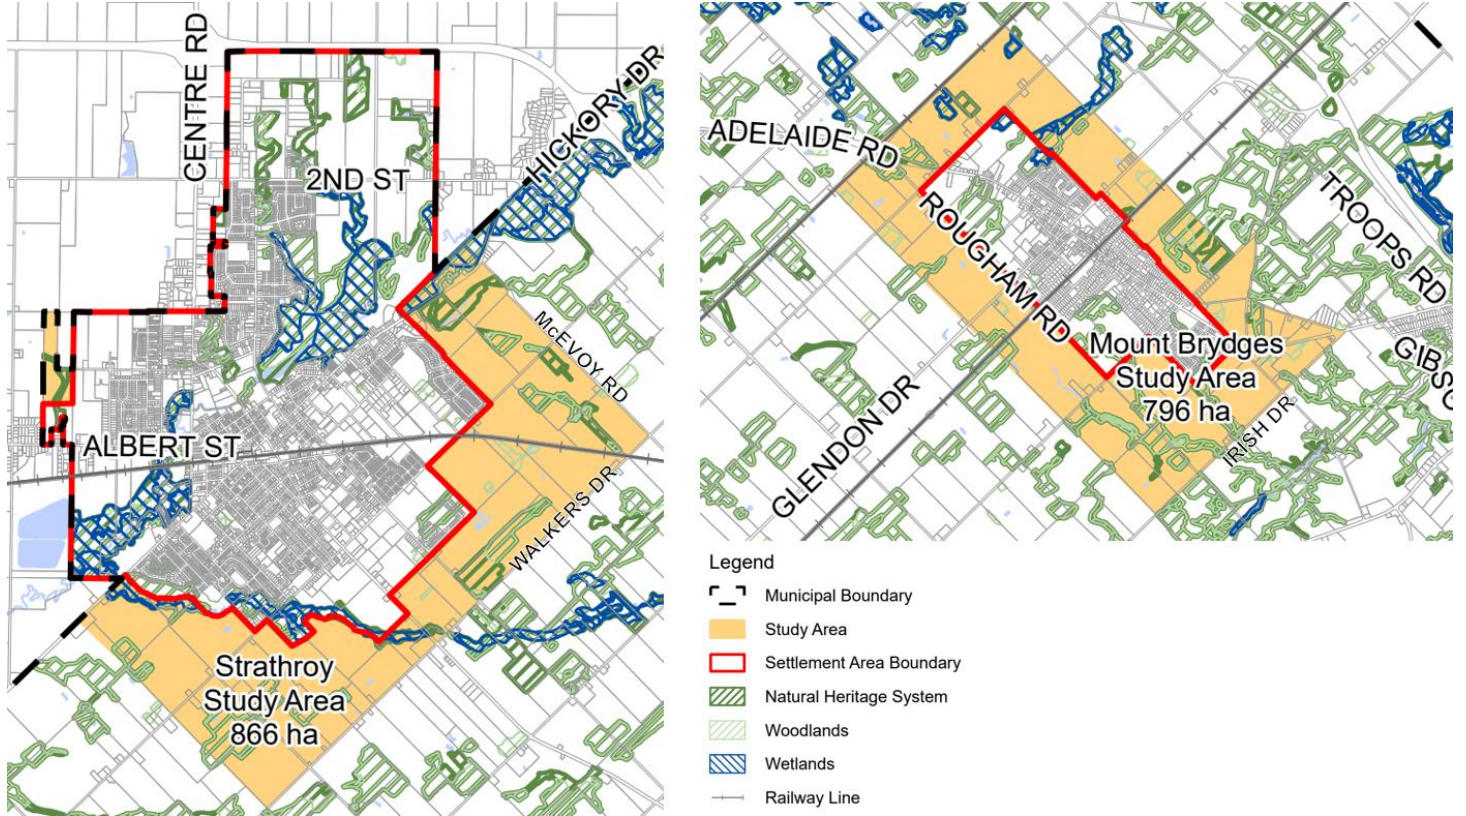 CENTRE RD
HICKORY DR
2ND ST
McEVOY RD
ALBERT ST
WALKERS DR
Strathroy
Study Area
866 ha
ADELAIDE RD
TROOPS RD
ROUGHAM RD
Mount Brydges
Study Area
796 ha
GIBSO
GLENDON DR
IRISH DR
Legend
Municipal Boundary
Study Area
Settlement Area Boundary
Natural Heritage System
Woodlands
Wetlands
Railway Line